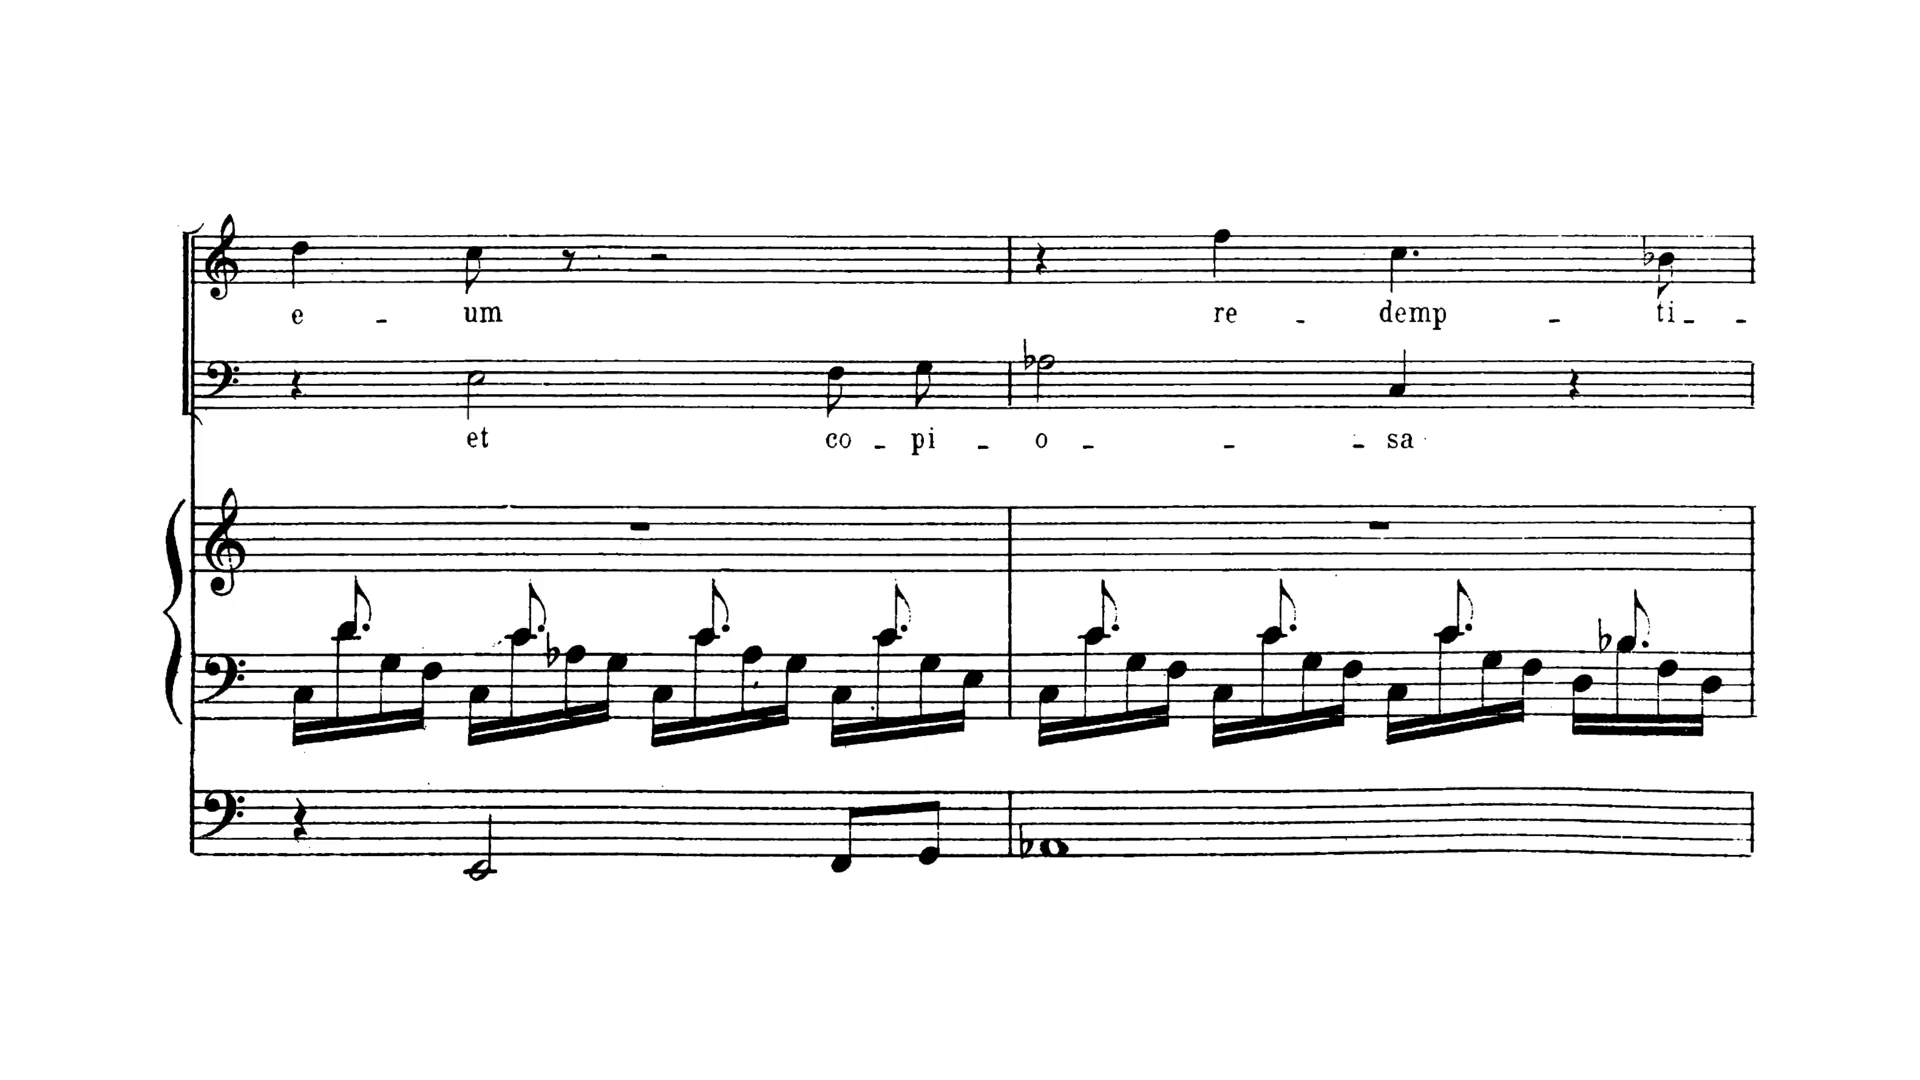 e - um re - demp - ti - -
et co - pi - o - - - sa